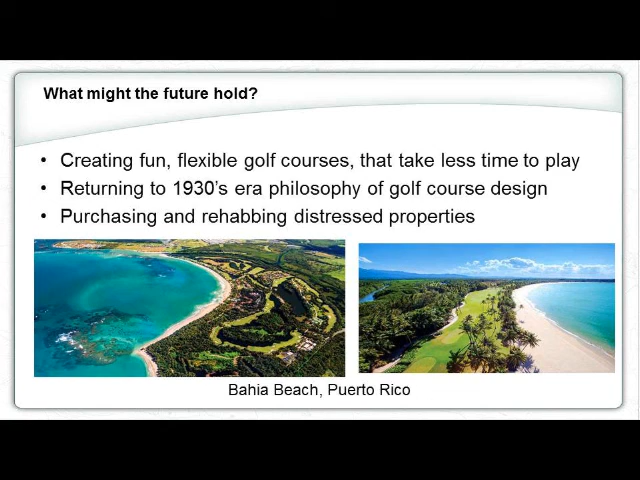 What might the future hold?
• Creating fun, flexible golf courses, that take less time to play
• Returning to 1930's era philosophy of golf course design
• Purchasing and rehabbing distressed properties
Bahia Beach, Puerto Rico